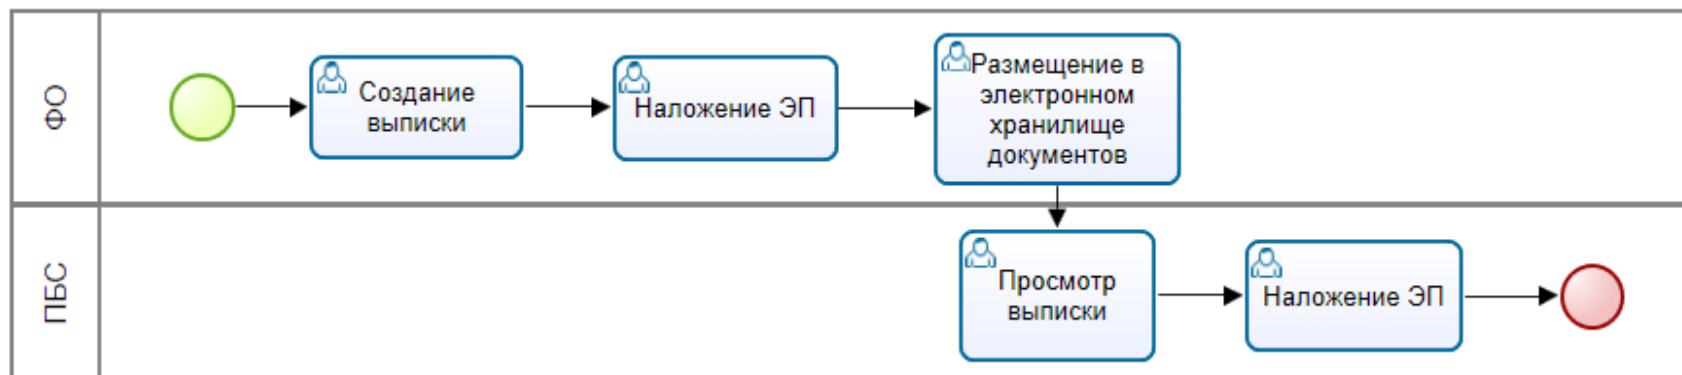 ФО
Создание
выписки
Наложение ЭП
Размещение в
электронном
хранилище
документов
ПБС
Просмотр
выписки
Наложение ЭП